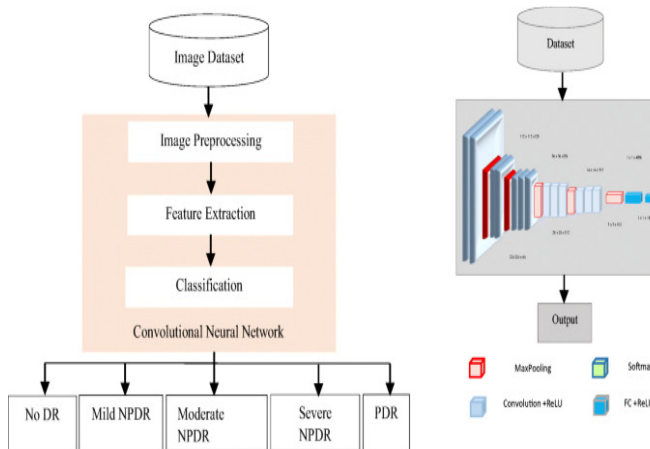 Image Dataset
Image Preprocessing
Feature Extraction
Classification
Convolutional Neural Network
No DR
Mild NPDR
Moderate
NPDR
Severe
NPDR
PDR
Dataset
Output
MaxPooling
Softma
Convolution +ReLU
FC +ReLU